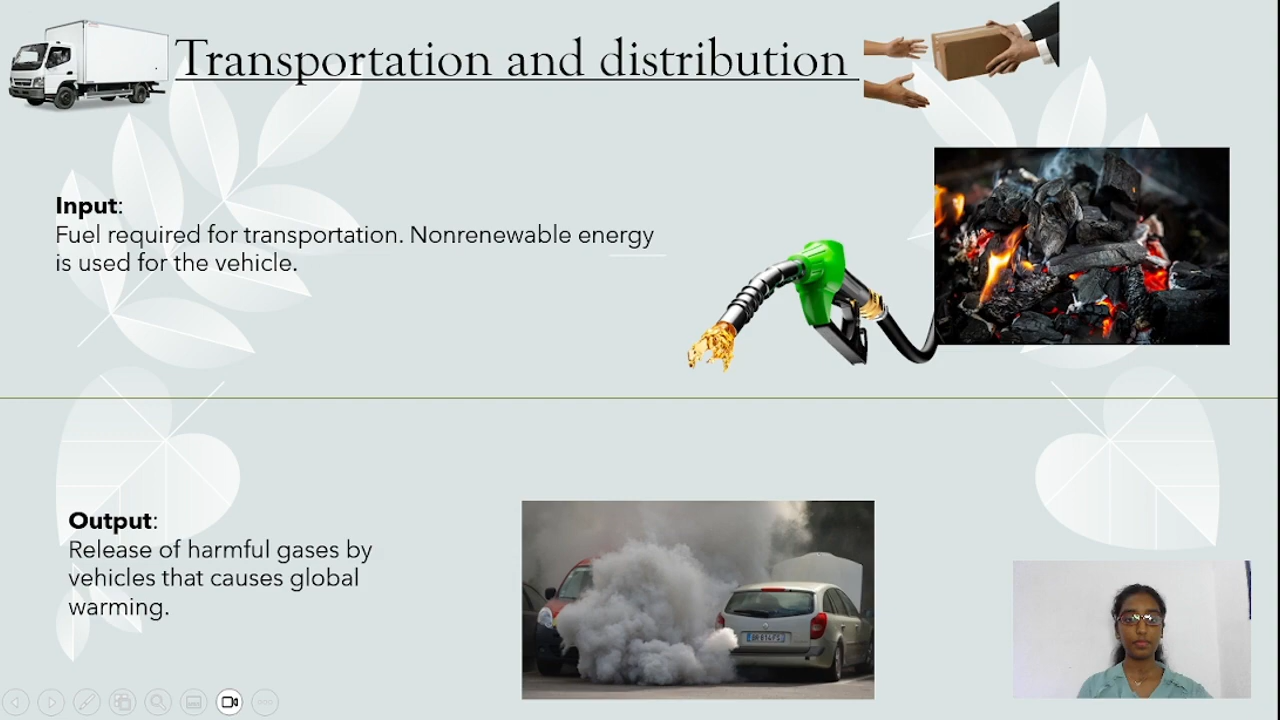 Transportation and distribution
Input:
Fuel required for transportation. Nonrenewable energy
is used for the vehicle.
Output:
Release of harmful gases by
vehicles that causes global
warming.